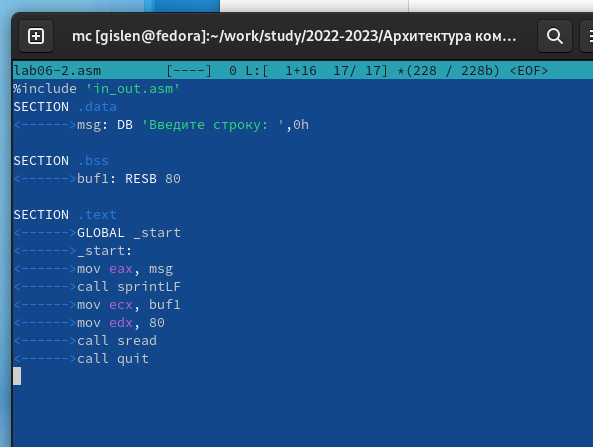 mc [gislen@fedora]:~/work/study/2022-2023/Архитектура ком…
lab06-2.asm [----] 0 L:[ 1+16 17/ 17] *(228 / 228b) <EOF>
%include 'in_out.asm'
SECTION .data
<------>msg: DB 'Введите строку: ',0h
SECTION .bss
<------>buf1: RESB 80
SECTION .text
<------>GLOBAL _start
<------>_start:
<------>mov eax, msg
<------>call sprintLF
<------>mov ecx, buf1
<------>mov edx, 80
<------>call sread
<------>call quit